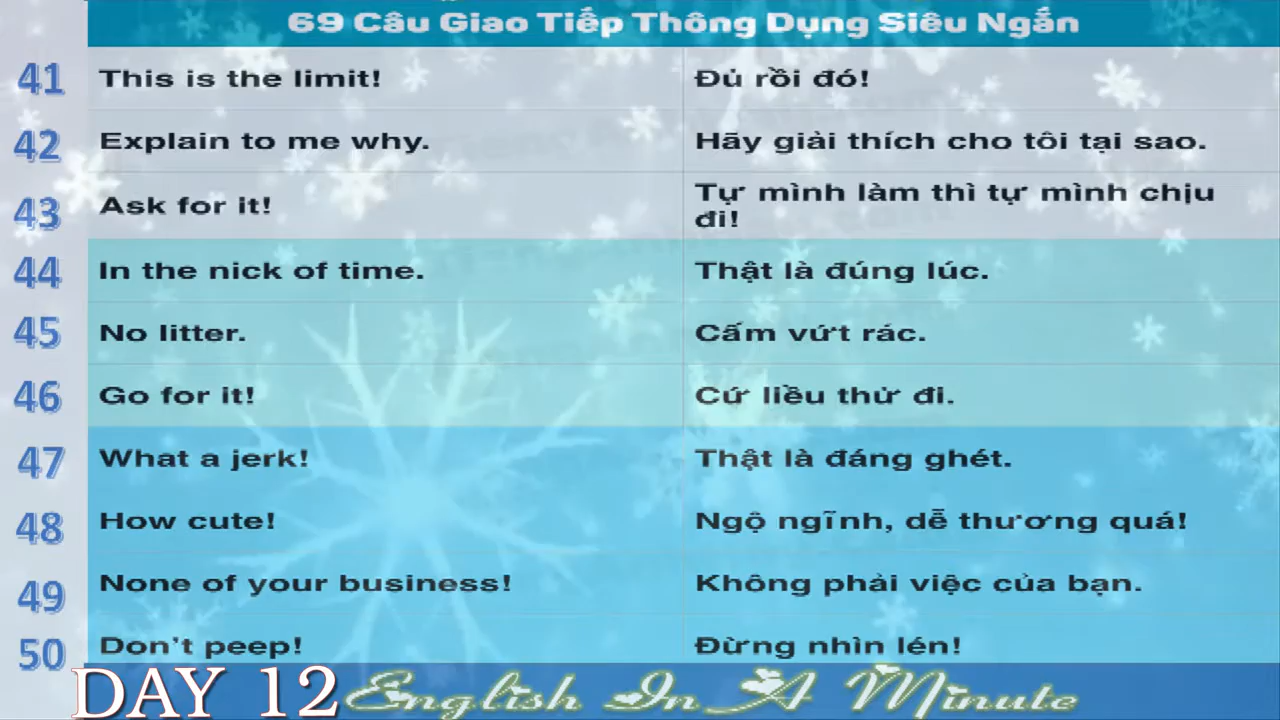 69 Câu Giao Tiếp Thông Dụng Siêu Ngắn
41 This is the limit! Đủ rồi đó!
42 Explain to me why. Hãy giải thích cho tôi tại sao.
43 Ask for it! Tự mình làm thì tự mình chịu
đi!
44 In the nick of time. Thật là đúng lúc.
45 No litter. Cấm vứt rác.
46 Go for it! Cứ liều thử đi.
47 What a jerk! Thật là đáng ghét.
48 How cute! Ngộ ngĩnh, dễ thương quá!
49 None of your business! Không phải việc của bạn.
50 Don't peep! Đừng nhìn lén!
DAY 12 English In A Minute